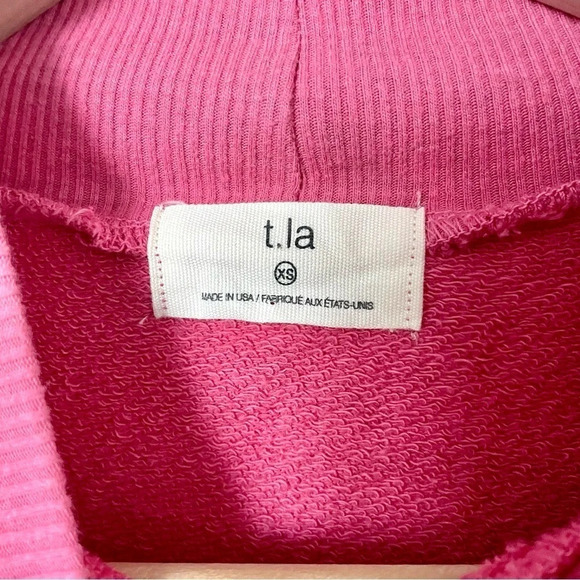 t.la
XS
MADE IN USA / FABRIQUÉ AUX ÉTATS-UNIS